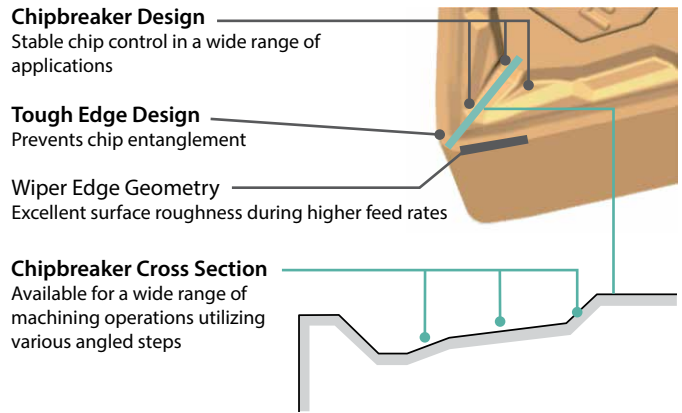 Chipbreaker Design
Stable chip control in a wide range of
applications
Tough Edge Design
Prevents chip entanglement
Wiper Edge Geometry
Excellent surface roughness during higher feed rates
Chipbreaker Cross Section
Available for a wide range of
machining operations utilizing
various angled steps